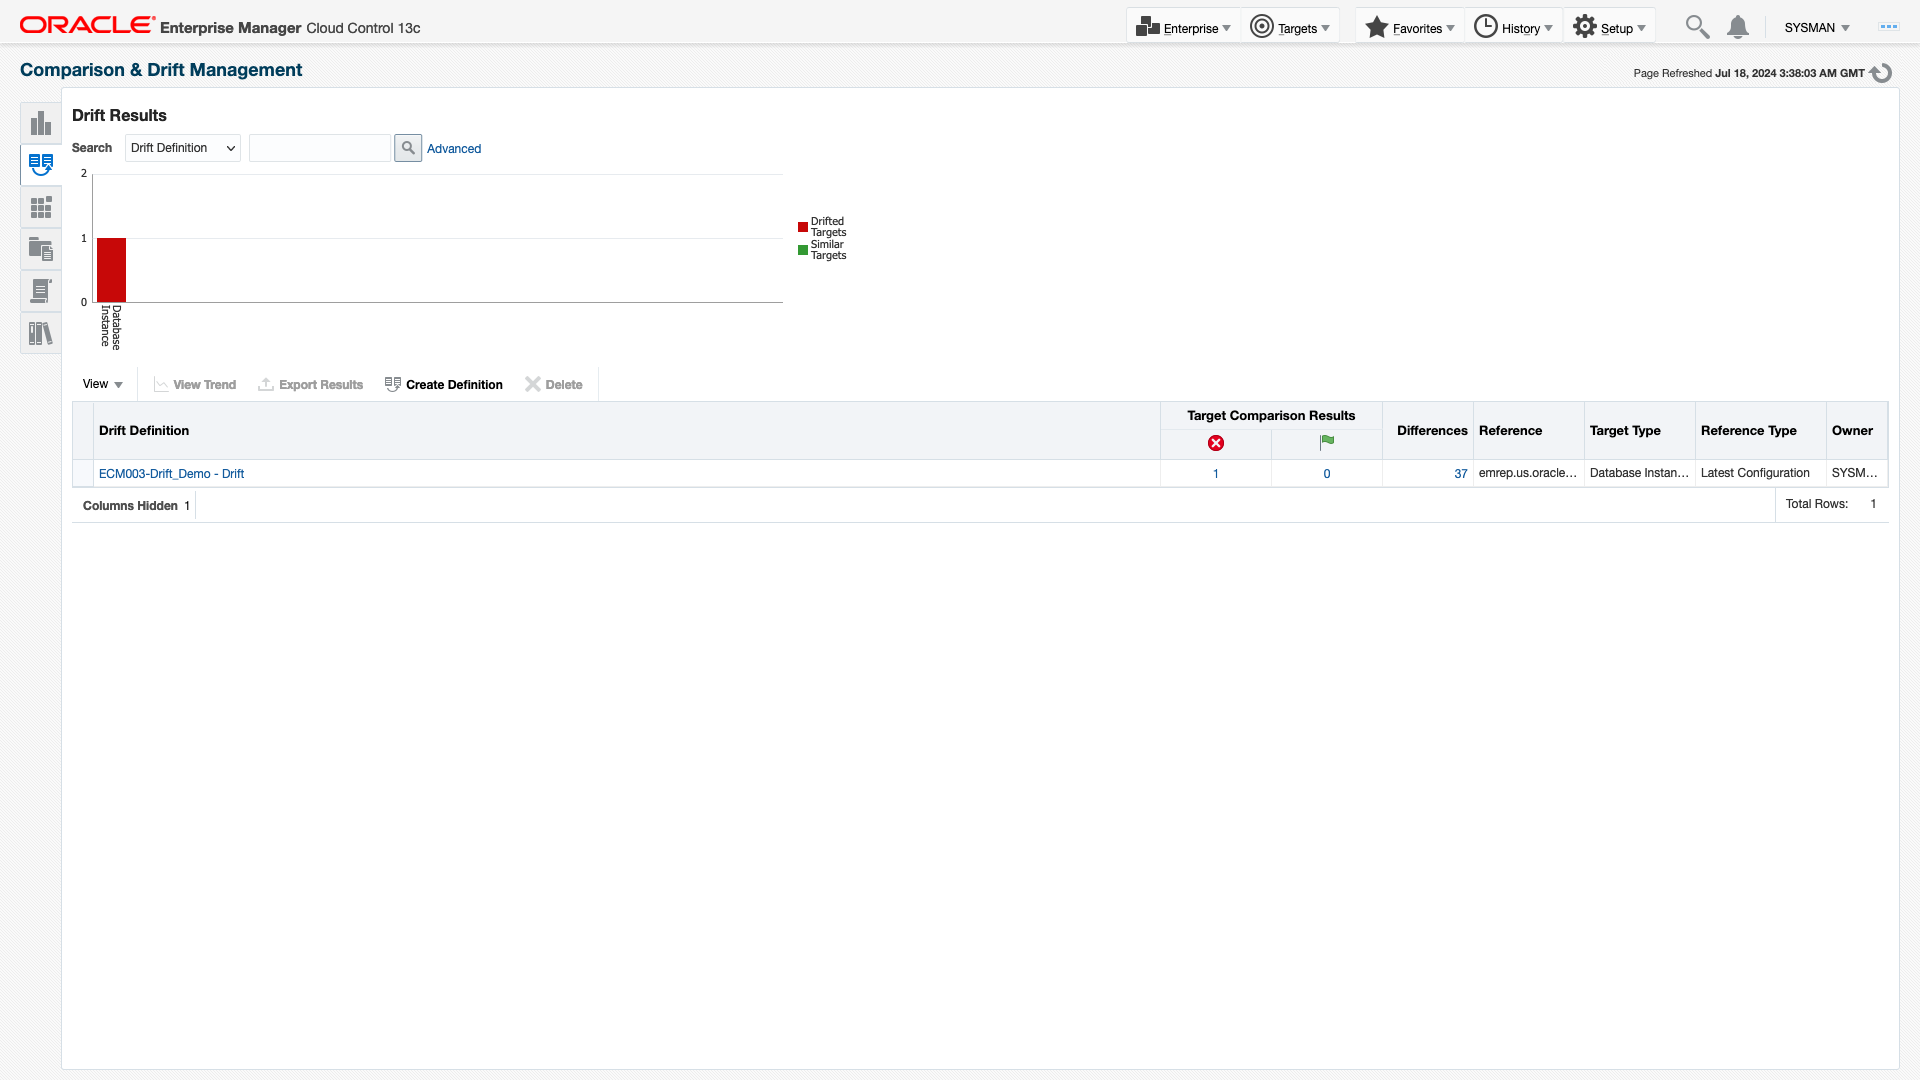 ORACLE Enterprise Manager Cloud Control 13c
Enterprise
Targets
Favorites
History
Setup
SYSMAN
Comparison & Drift Management
Page Refreshed Jul 18, 2024 3:38:03 AM GMT
Drift Results
Search
Drift Definition
Advanced
2
1
0
Database
Instance
Drifted
Targets
Similar
Targets
View
View Trend
Export Results
Create Definition
Delete
Drift Definition
Target Comparison Results
Differences
Reference
Target Type
Reference Type
Owner
ECM003-Drift_Demo - Drift
1
0
37
emrep.us.oracle...
Database Instan...
Latest Configuration
SYSM...
Columns Hidden 1
Total Rows: 1